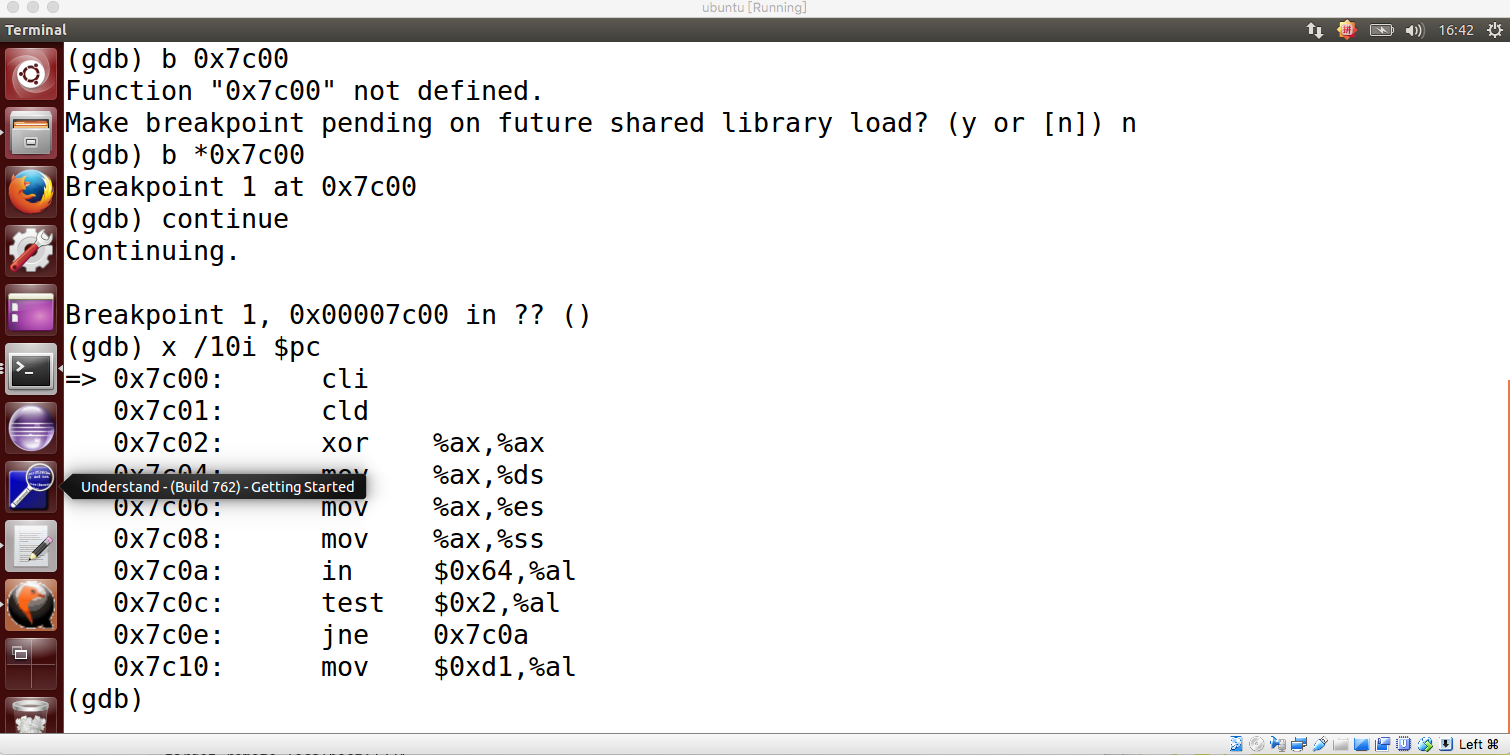 ubuntu [Running]
Terminal
16:42
(gdb) b 0x7c00
Function "0x7c00" not defined.
Make breakpoint pending on future shared library load? (y or [n]) n
(gdb) b *0x7c00
Breakpoint 1 at 0x7c00
(gdb) continue
Continuing.
Breakpoint 1, 0x00007c00 in ?? ()
(gdb) x /10i $pc
=> 0x7c00: cli
0x7c01: cld
0x7c02: xor %ax,%ax
0x7c04: mov %ax,%ds
Understand - (Build 762) - Getting Started
0x7c06: mov %ax,%es
0x7c08: mov %ax,%ss
0x7c0a: in $0x64,%al
0x7c0c: test $0x2,%al
0x7c0e: jne 0x7c0a
0x7c10: mov $0xd1,%al
(gdb)
Left ⌘